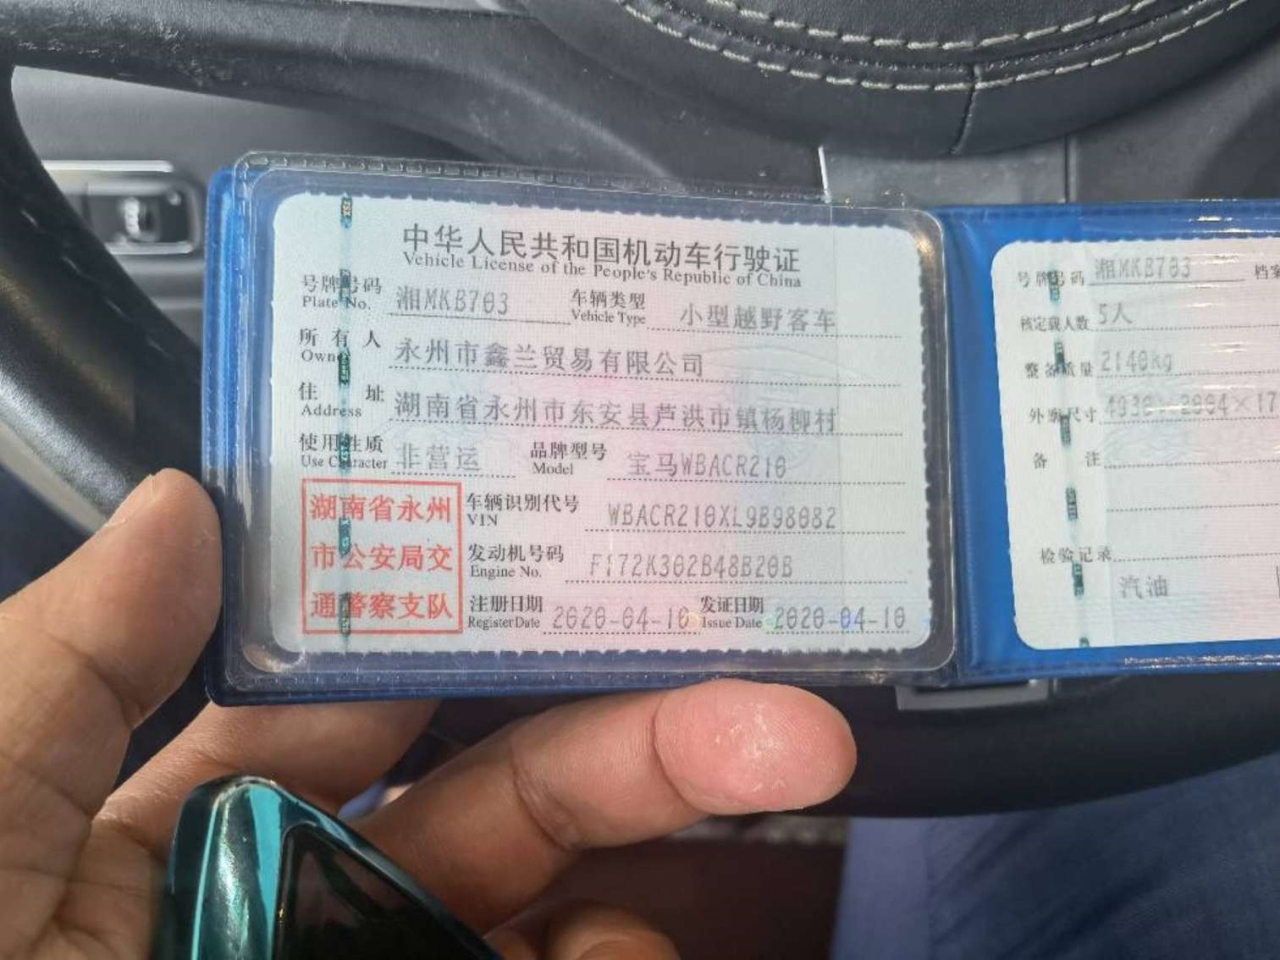 中华人民共和国机动车行驶证
Vehicle License of the People's Republic of China
号牌号码 湘MKB703 车辆类型 小型越野客车
Plate No. Vehicle Type
所有人 永州市鑫兰贸易有限公司
Owner
住址 湖南省永州市东安县芦洪市镇杨柳村
Address
使用性质 非营运 品牌型号 宝马WBACR210
Use Character Model
湖南省永州
市公安局交
通警察支队
车辆识别代号 WBACR210XL9B98082
VIN
发动机号码 F172K302B48B20B
Engine No.
注册日期 2020-04-10 发证日期 2020-04-10
Register Date Issue Date
号牌号码 湘MKB703 档案
核定载人数 5人
整备质量 2140kg
外廓尺寸
备注
检验记录
汽油